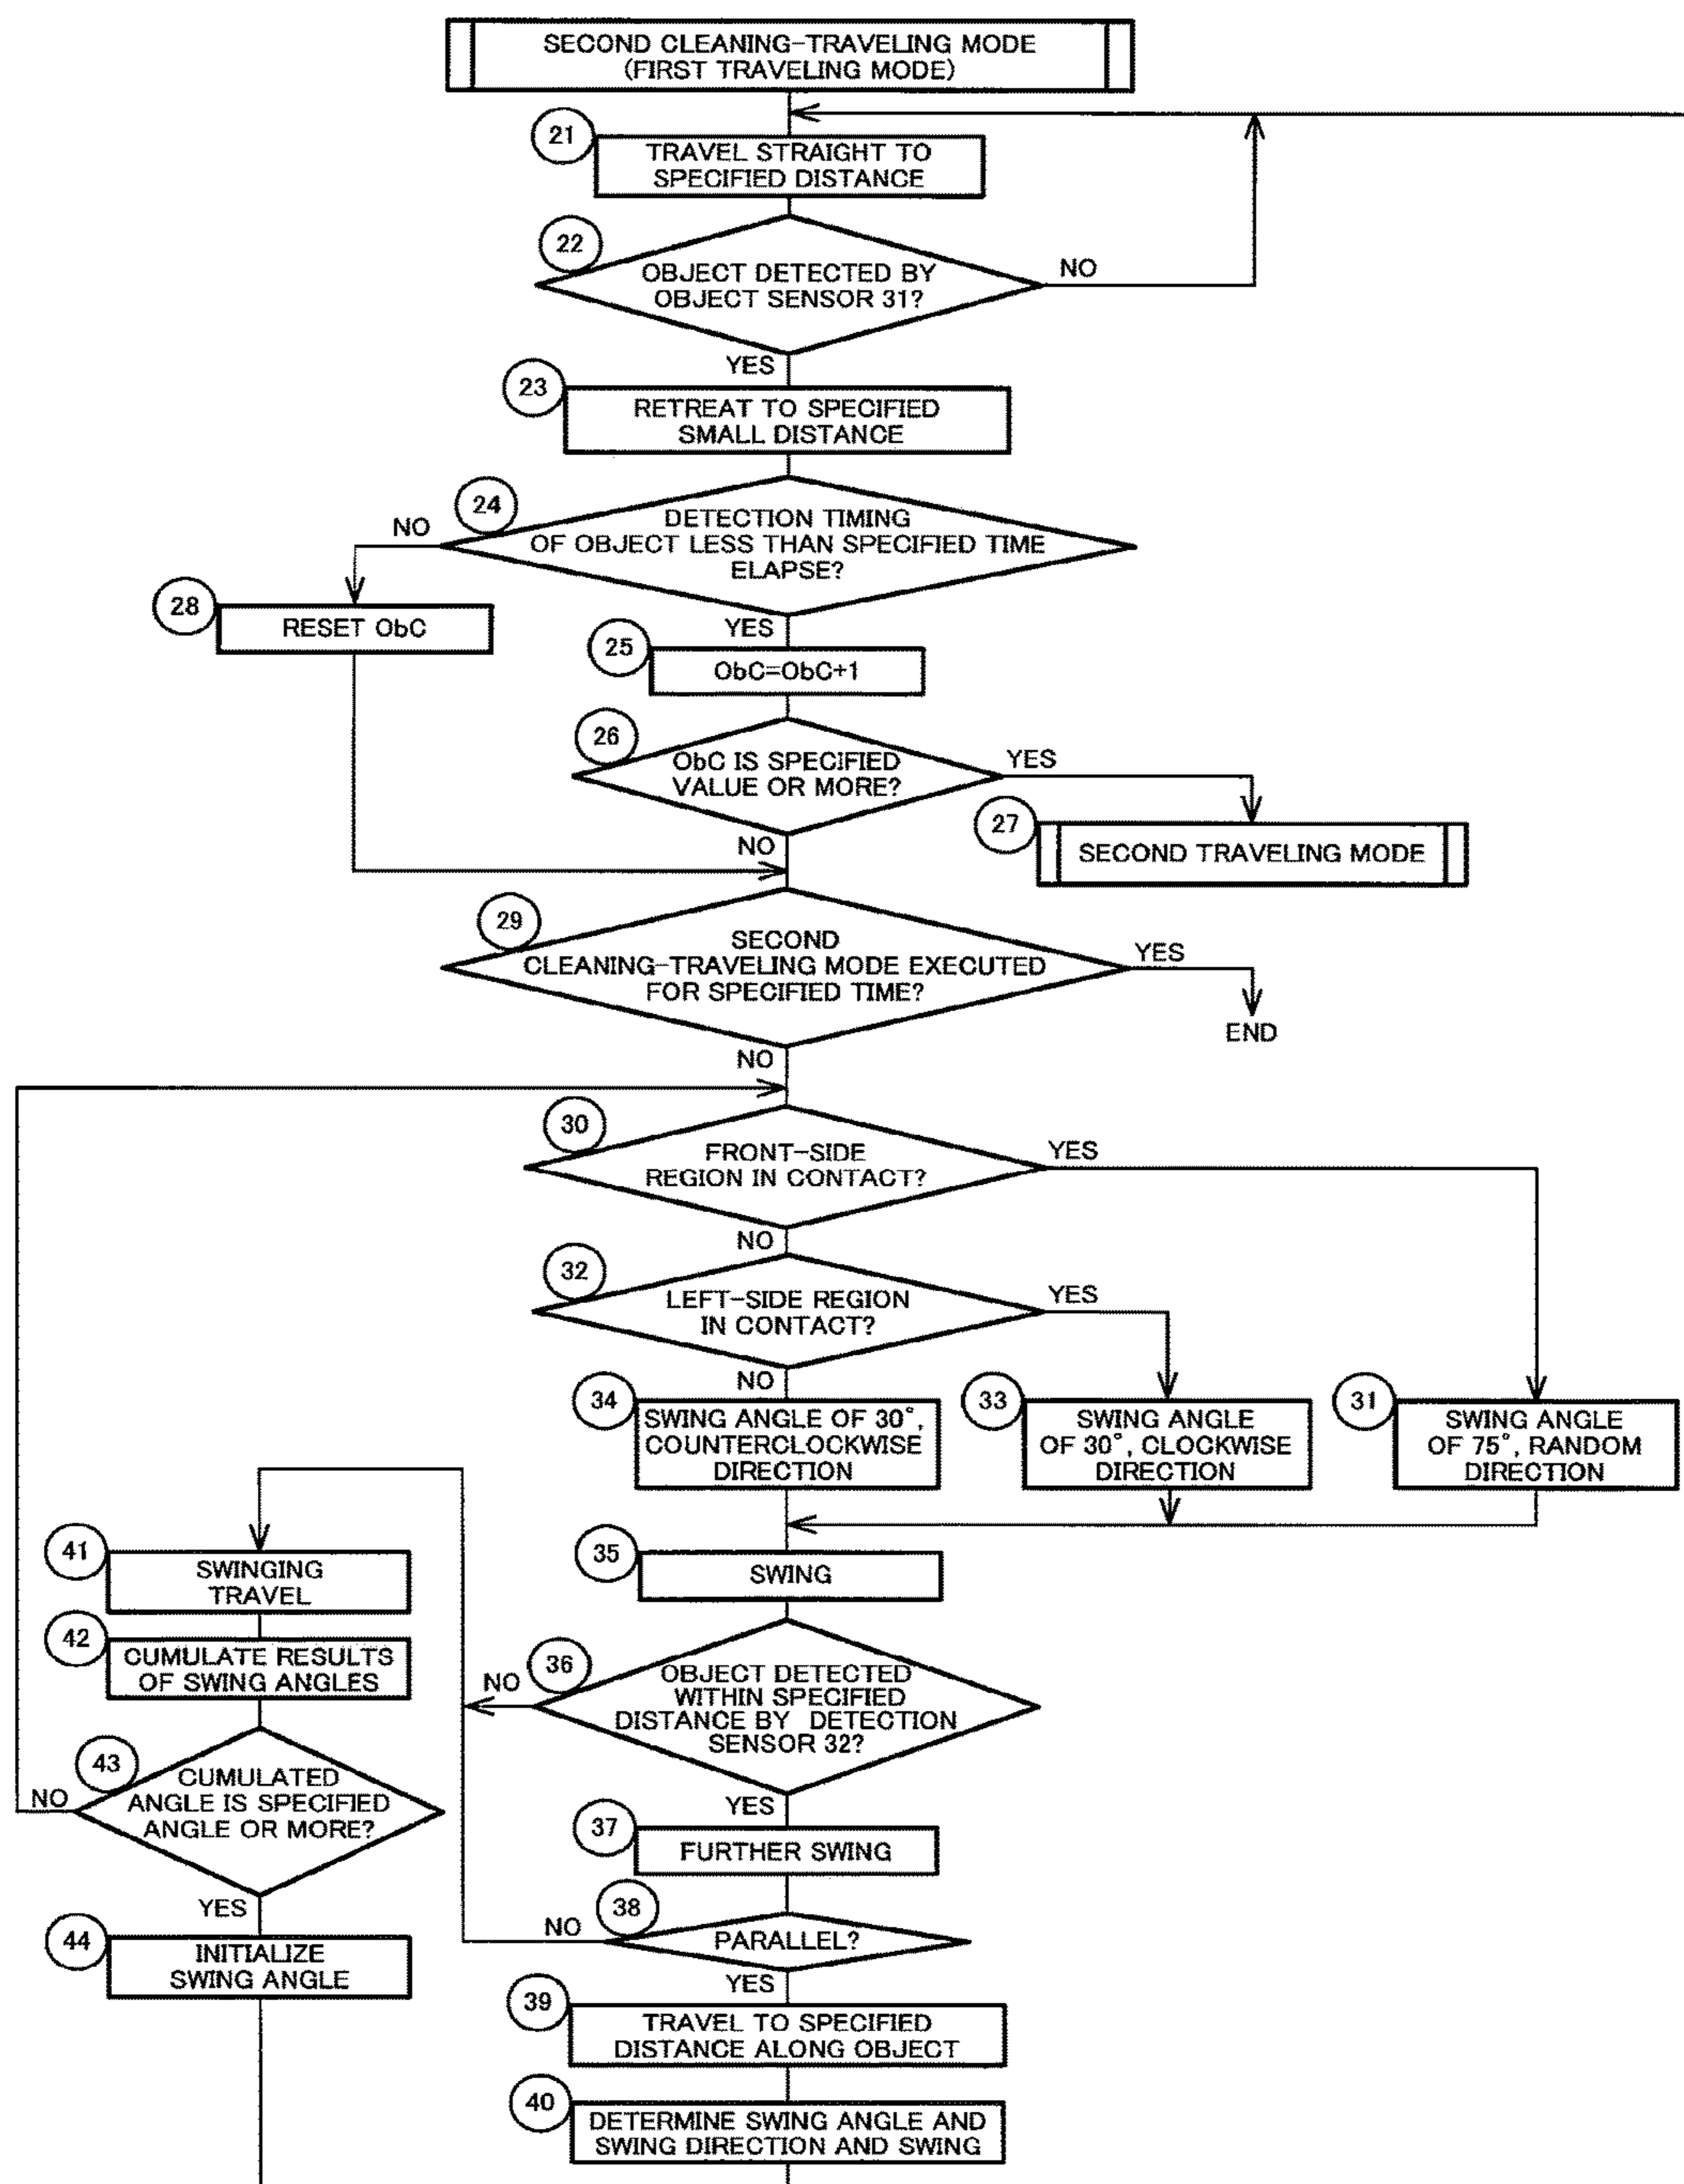 SECOND CLEANING-TRAVELING MODE
(FIRST TRAVELING MODE)
21
TRAVEL STRAIGHT TO
SPECIFIED DISTANCE
22
OBJECT DETECTED BY
OBJECT SENSOR 31?
NO
YES
23
RETREAT TO SPECIFIED
SMALL DISTANCE
24
DETECTION TIMING
OF OBJECT LESS THAN SPECIFIED TIME
ELAPSE?
NO
28
RESET ObC
YES
25
ObC=ObC+1
26
ObC IS SPECIFIED
VALUE OR MORE?
YES
27
SECOND TRAVELING MODE
NO
29
SECOND
CLEANING-TRAVELING MODE EXECUTED
FOR SPECIFIED TIME?
YES
END
NO
30
FRONT-SIDE
REGION IN CONTACT?
YES
NO
32
LEFT-SIDE REGION
IN CONTACT?
YES
NO
34
SWING ANGLE OF 30°,
COUNTERCLOCKWISE
DIRECTION
33
SWING ANGLE
OF 30°, CLOCKWISE
DIRECTION
31
SWING ANGLE
OF 75°, RANDOM
DIRECTION
35
SWING
36
OBJECT DETECTED
WITHIN SPECIFIED
DISTANCE BY DETECTION
SENSOR 32?
NO
YES
37
FURTHER SWING
38
PARALLEL?
NO
YES
39
TRAVEL TO SPECIFIED
DISTANCE ALONG OBJECT
40
DETERMINE SWING ANGLE AND
SWING DIRECTION AND SWING
41
SWINGING
TRAVEL
42
CUMULATE RESULTS
OF SWING ANGLES
43
CUMULATED
ANGLE IS SPECIFIED
ANGLE OR MORE?
NO
YES
44
INITIALIZE
SWING ANGLE